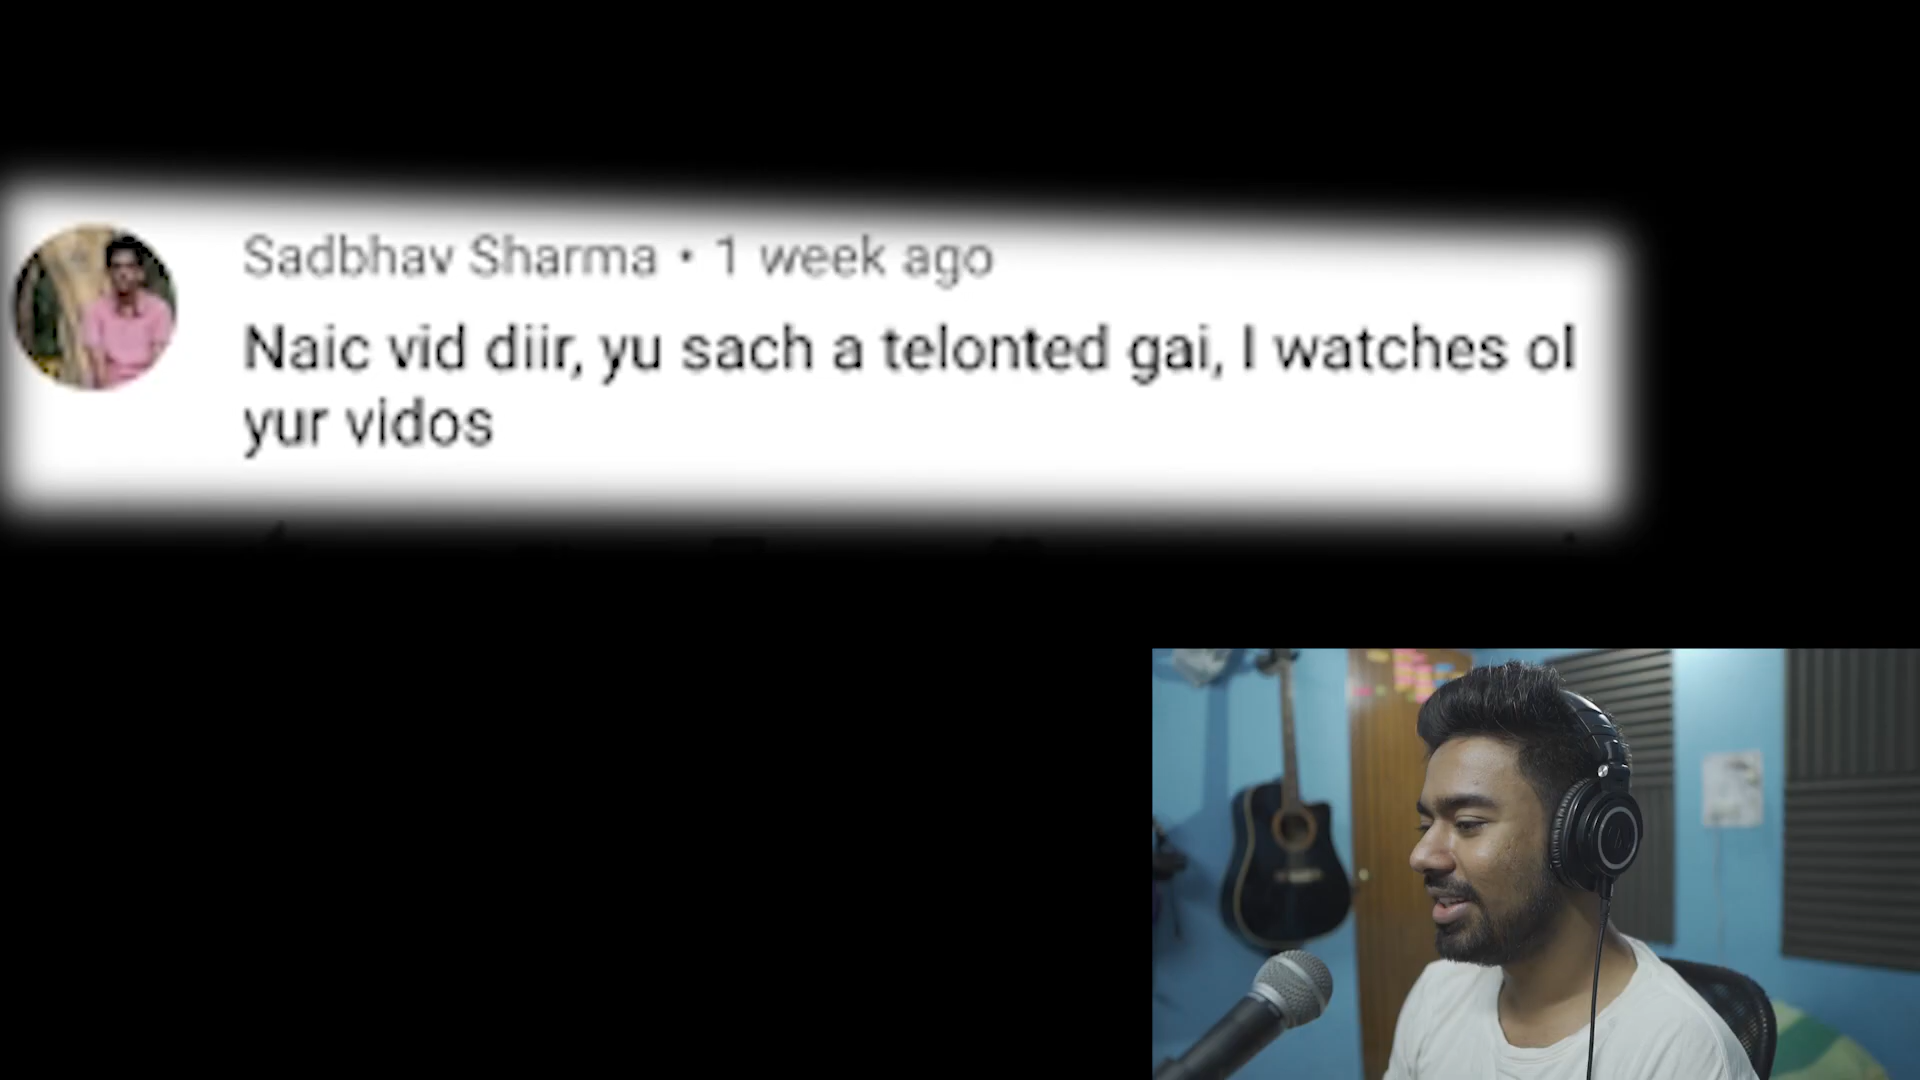 Sadbhav Sharma • 1 week ago
Naic vid diir, yu sach a telonted gai, I watches ol
yur vidos